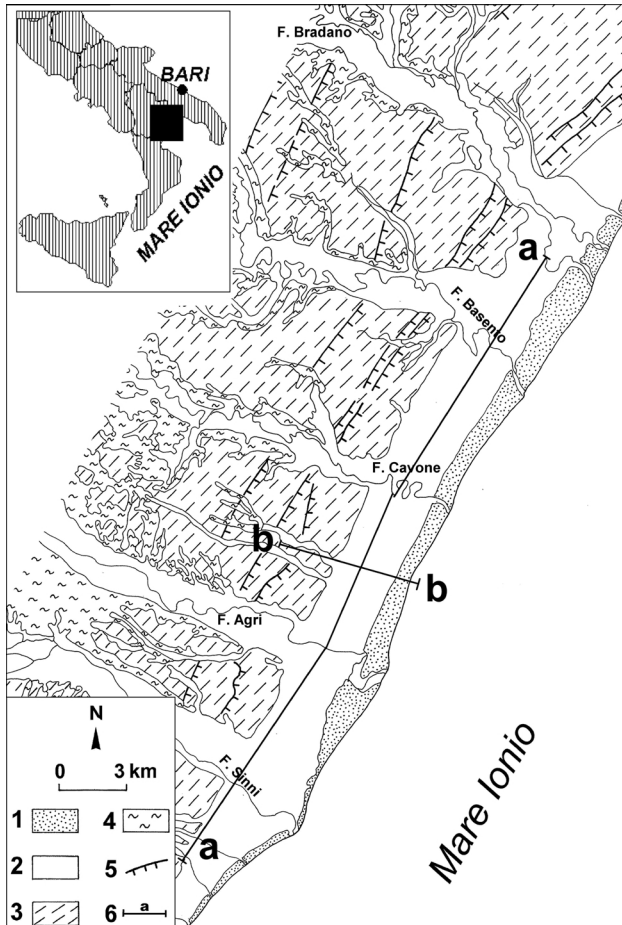 F. Bradano
BARI
MARE IONIO
a
F. Basento
F. Cavone
b
b
F. Agri
F. Sinni
a
Mare Ionio
N
0 3 km
1 4
2 5
3 6 a